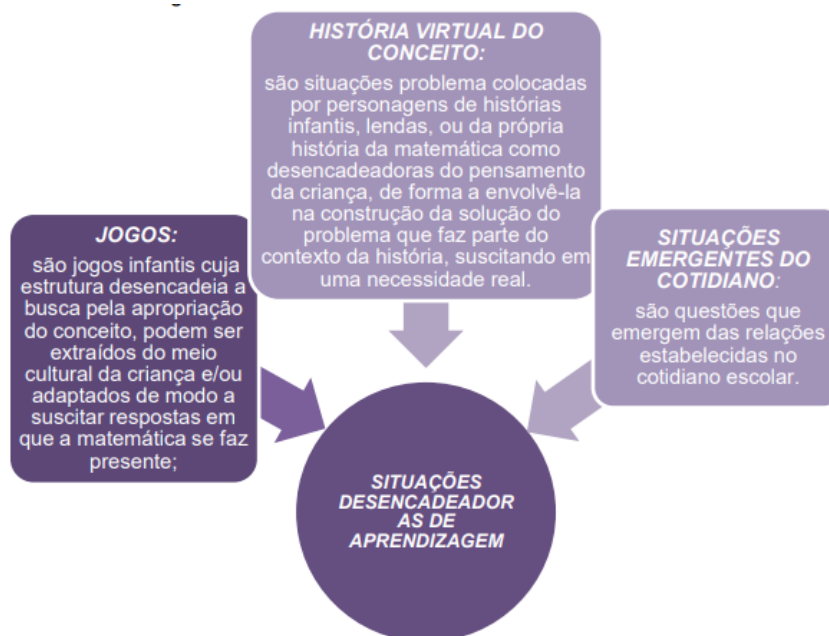 HISTÓRIA VIRTUAL DO
CONCEITO:
são situações problema colocadas
por personagens de histórias
infantis, lendas, ou da própria
história da matemática como
desencadeadoras do pensamento
da criança, de forma a envolvê-la
na construção da solução do
problema que faz parte do
contexto da história, suscitando em
uma necessidade real.
JOGOS:
são jogos infantis cuja
estrutura desencadeia a
busca pela apropriação
do conceito, podem ser
extraídos do meio
cultural da criança e/ou
adaptados de modo a
suscitar respostas em
que a matemática se faz
presente;
SITUAÇÕES
EMERGENTES DO
COTIDIANO:
são questões que
emergem das relações
estabelecidas no
cotidiano escolar.
SITUAÇÕES
DESENCADEADOR
AS DE
APRENDIZAGEM